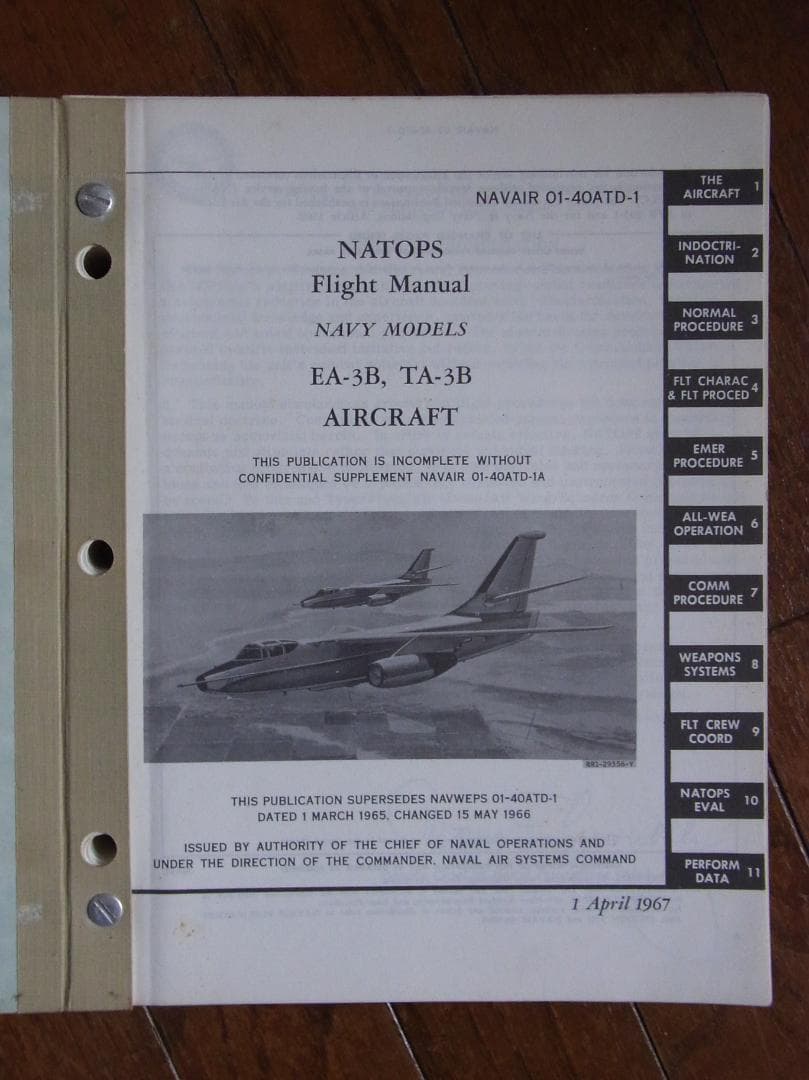 NAVAIR 01-40ATD-1
NATOPS
Flight Manual
NAVY MODELS
EA-3B, TA-3B
AIRCRAFT
THIS PUBLICATION IS INCOMPLETE WITHOUT
CONFIDENTIAL SUPPLEMENT NAVAIR 01-40ATD-1A
RR1-29356-Y
THIS PUBLICATION SUPERSEDES NAVWEPS 01-40ATD-1
DATED 1 MARCH 1965, CHANGED 15 MAY 1966
ISSUED BY AUTHORITY OF THE CHIEF OF NAVAL OPERATIONS AND
UNDER THE DIRECTION OF THE COMMANDER, NAVAL AIR SYSTEMS COMMAND
1 April 1967
THE
AIRCRAFT 1
INDOCTRI-
NATION 2
NORMAL
PROCEDURE 3
FLT CHARAC
& FLT PROCED 4
EMER
PROCEDURE 5
ALL-WEA
OPERATION 6
COMM
PROCEDURE 7
WEAPONS
SYSTEMS 8
FLT CREW
COORD 9
NATOPS
EVAL 10
PERFORM
DATA 11